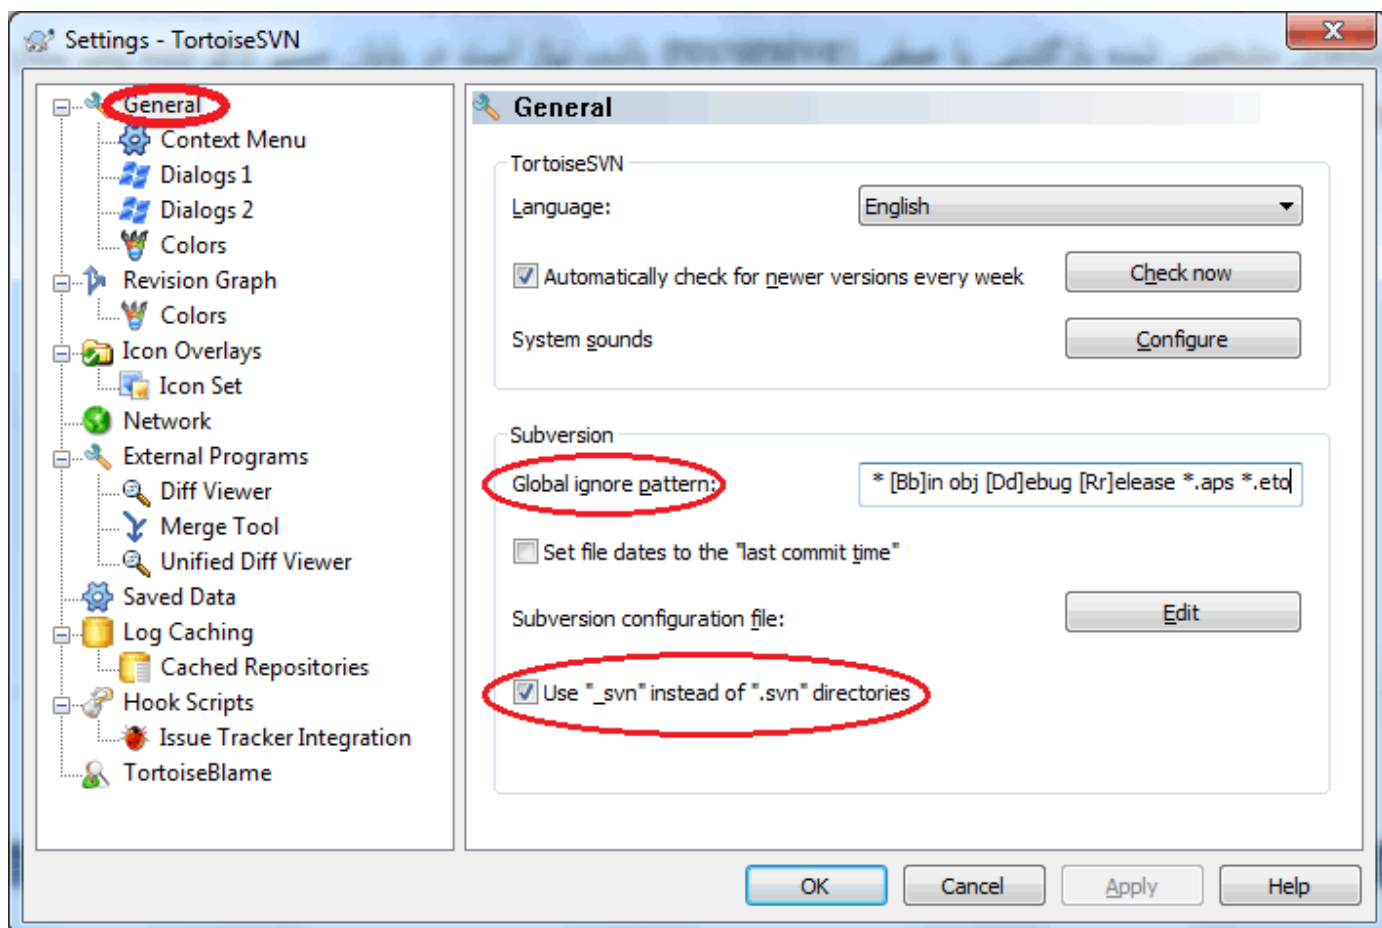 Settings - TortoiseSVN
General
Context Menu
Dialogs 1
Dialogs 2
Colors
Revision Graph
Colors
Icon Overlays
Icon Set
Network
External Programs
Diff Viewer
Merge Tool
Unified Diff Viewer
Saved Data
Log Caching
Cached Repositories
Hook Scripts
Issue Tracker Integration
TortoiseBlame
General
TortoiseSVN
Language: English
Automatically check for newer versions every week Check now
System sounds Configure
Subversion
Global ignore pattern: * [Bb]in obj [Dd]ebug [Rr]elease *.aps *.eto
Set file dates to the "last commit time"
Subversion configuration file: Edit
Use "_svn" instead of ".svn" directories
OK Cancel Apply Help